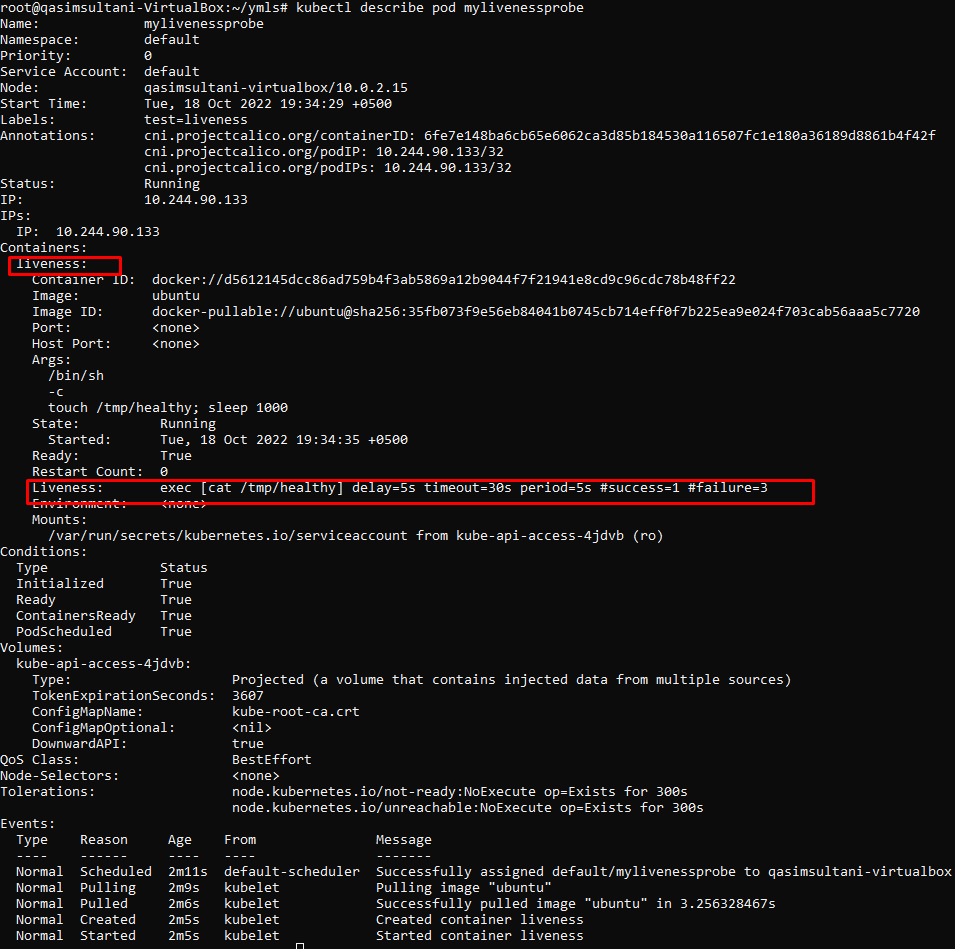 root@qasimsultani-VirtualBox:~/ymls# kubectl describe pod mylivenessprobe
Name:             mylivenessprobe
Namespace:        default
Priority:         0
Service Account:  default
Node:             qasimsultani-virtualbox/10.0.2.15
Start Time:       Tue, 18 Oct 2022 19:34:29 +0500
Labels:           test=liveness
Annotations:      cni.projectcalico.org/containerID: 6fe7e148ba6cb65e6062ca3d85b184530a116507fc1e180a36189d8861b4f42f
                  cni.projectcalico.org/podIP: 10.244.90.133/32
                  cni.projectcalico.org/podIPs: 10.244.90.133/32
Status:           Running
IP:               10.244.90.133
IPs:
  IP:  10.244.90.133
Containers:
  liveness:
    Container ID:  docker://d5612145dcc86ad759b4f3ab5869a12b9044f7f21941e8cd9c96cdc78b48ff22
    Image:         ubuntu
    Image ID:      docker-pullable://ubuntu@sha256:35fb073f9e56eb84041b0745cb714eff0f7b225ea9e024f703cab56aaa5c7720
    Port:          <none>
    Host Port:     <none>
    Args:
      /bin/sh
      -c
      touch /tmp/healthy; sleep 1000
    State:          Running
      Started:      Tue, 18 Oct 2022 19:34:35 +0500
    Ready:          True
    Restart Count:  0
    Liveness:       exec [cat /tmp/healthy] delay=5s timeout=30s period=5s #success=1 #failure=3
    Environment:    <none>
    Mounts:
      /var/run/secrets/kubernetes.io/serviceaccount from kube-api-access-4jdvb (ro)
Conditions:
  Type              Status
  Initialized       True
  Ready             True
  ContainersReady   True
  PodScheduled      True
Volumes:
  kube-api-access-4jdvb:
    Type:                    Projected (a volume that contains injected data from multiple sources)
    TokenExpirationSeconds:  3607
    ConfigMapName:           kube-root-ca.crt
    ConfigMapOptional:       <nil>
    DownwardAPI:             true
QoS Class:                   BestEffort
Node-Selectors:              <none>
Tolerations:                 node.kubernetes.io/not-ready:NoExecute op=Exists for 300s
                             node.kubernetes.io/unreachable:NoExecute op=Exists for 300s
Events:
  Type    Reason     Age    From               Message
  ----    ------     ----   ----               -------
  Normal  Scheduled  2m11s  default-scheduler  Successfully assigned default/mylivenessprobe to qasimsultani-virtualbox
  Normal  Pulling    2m9s   kubelet            Pulling image "ubuntu"
  Normal  Pulled     2m6s   kubelet            Successfully pulled image "ubuntu" in 3.256328467s
  Normal  Created    2m5s   kubelet            Created container liveness
  Normal  Started    2m5s   kubelet            Started container liveness